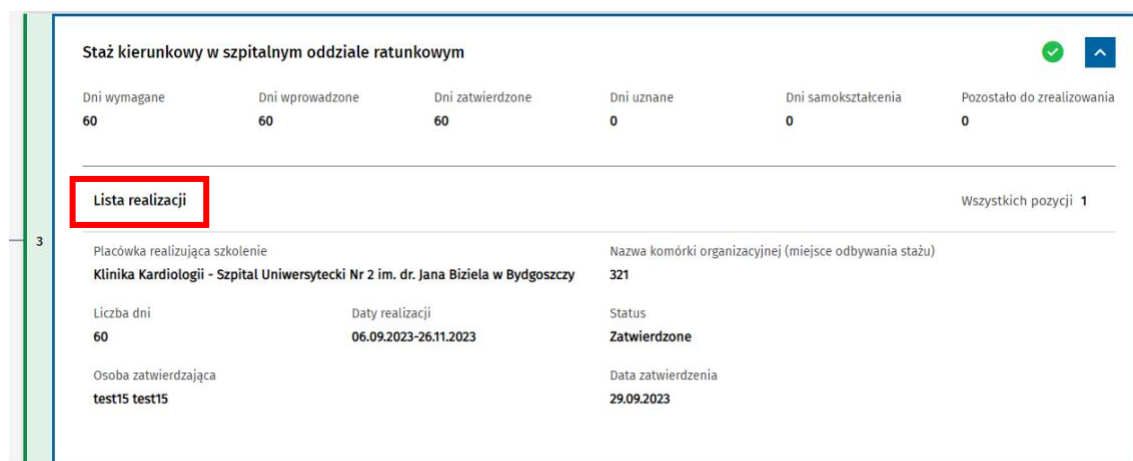 Staż kierunkowy w szpitalnym oddziale ratunkowym
Dni wymagane Dni wprowadzone Dni zatwierdzone Dni uznane Dni samokształcenia Pozostało do zrealizowania
60 60 60 0 0 0
Lista realizacji Wszystkich pozycji 1
3
Placówka realizująca szkolenie Nazwa komórki organizacyjnej (miejsce odbywania stażu)
Klinika Kardiologii - Szpital Uniwersytecki Nr 2 im. dr. Jana Biziela w Bydgoszczy 321
Liczba dni Daty realizacji Status
60 06.09.2023-26.11.2023 Zatwierdzone
Osoba zatwierdzająca Data zatwierdzenia
test15 test15 29.09.2023